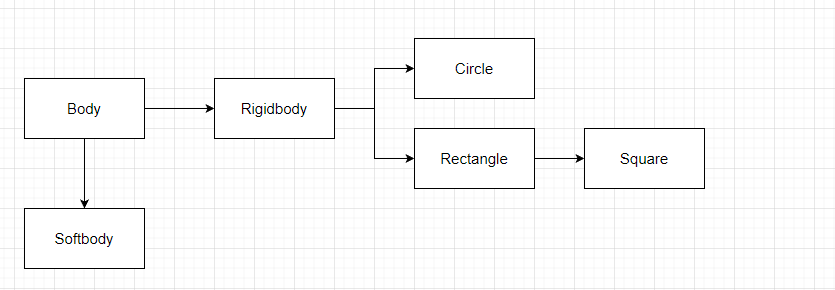 Circle
Body
Rigidbody
Rectangle
Square
Softbody